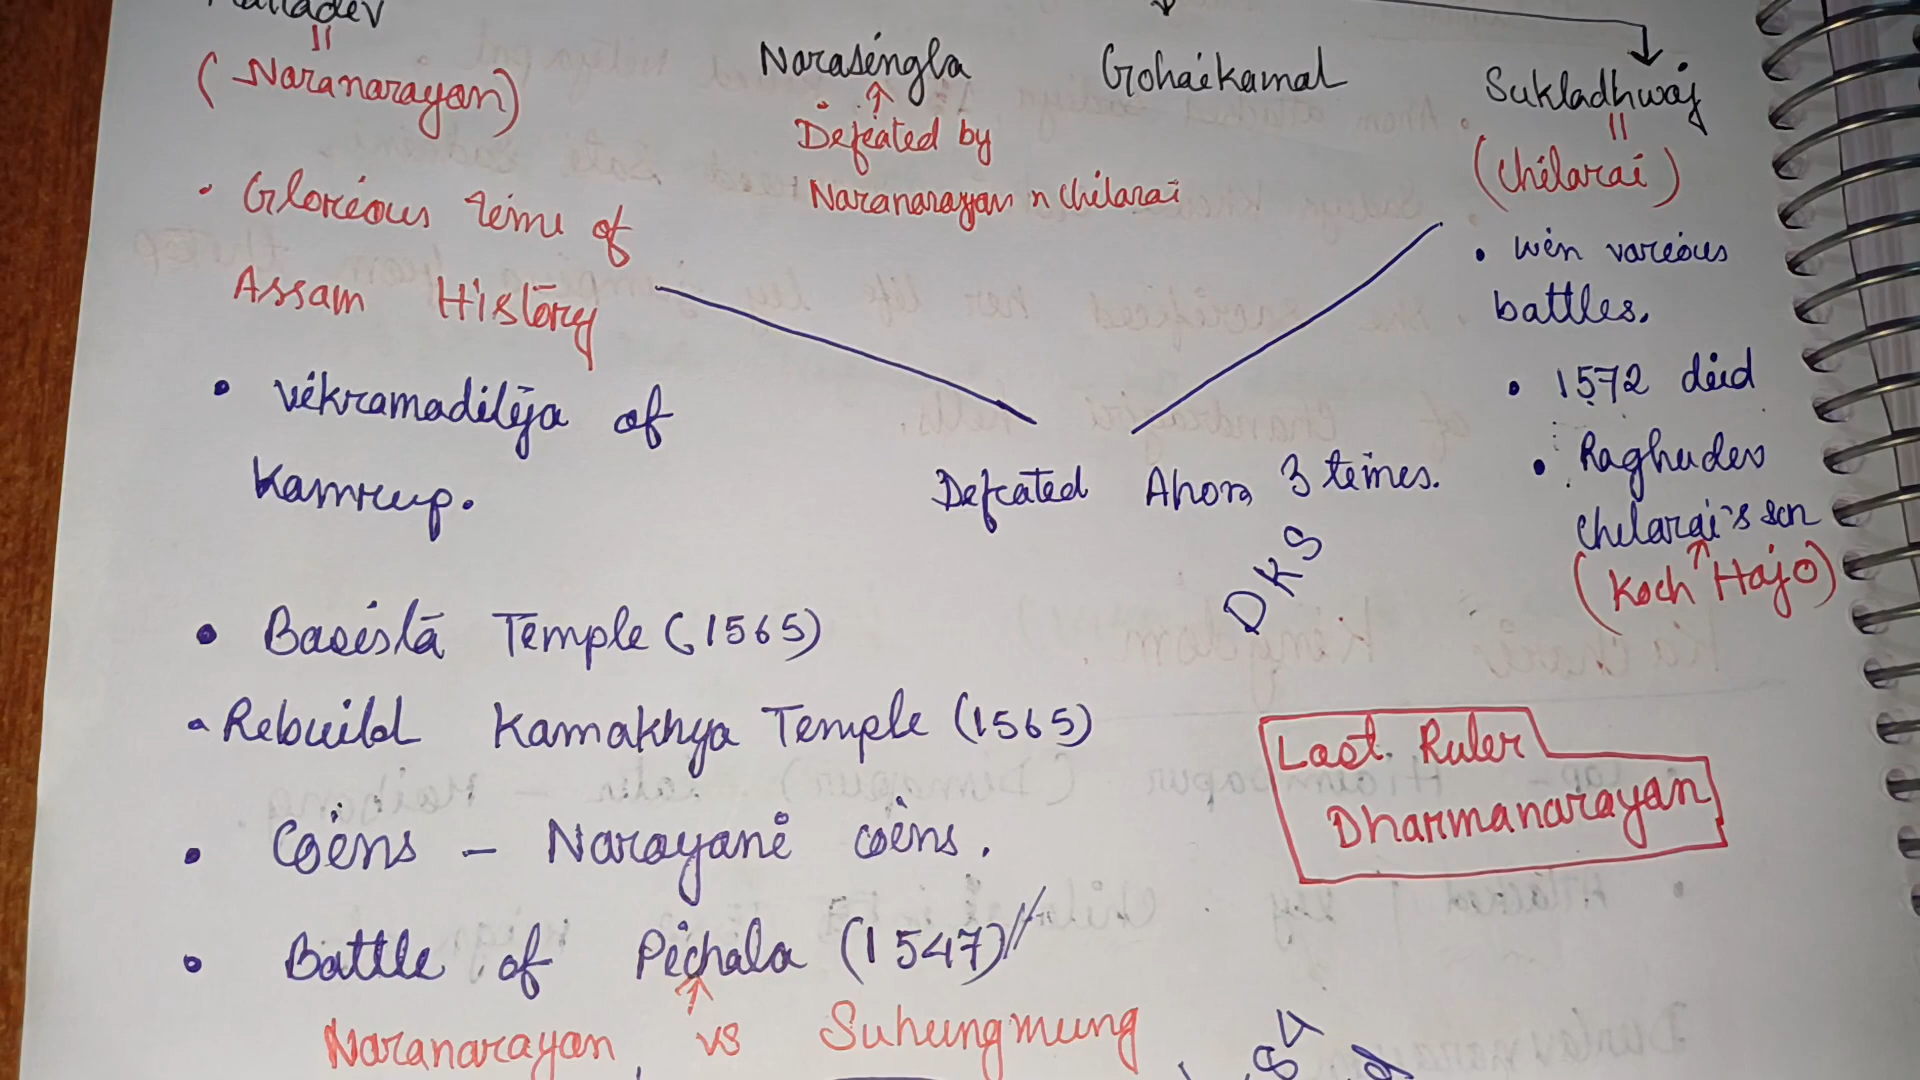 (Naranarayan)
• Glorious time of
Assam History
• vikramaditya of
Kamrup.
Narasingha
Defeated by
Naranarayan n Chilarai
Gohaikamal
Sukladhwaj
(Chilarai)
• win various
battles.
• 1572 died
• Raghudev
chilarai's son
(Koch Hajo)
Defeated Ahom 3 times.
DKS
• Basista Temple (1565)
• Rebuild Kamakhya Temple (1565)
• Coins - Narayani coins.
• Battle of Pichala (1547)
Naranarayan vs Suhungmung
Last Ruler
Dharmanarayan